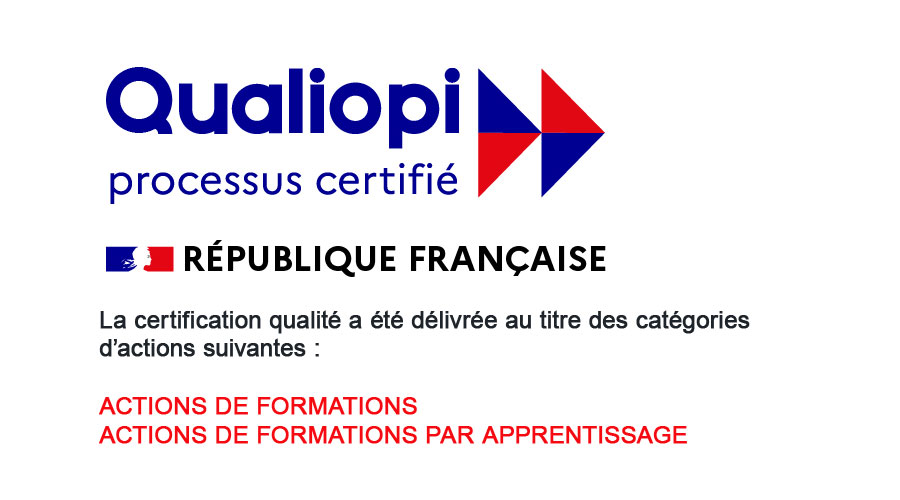 Qualiopi
processus certifié
RÉPUBLIQUE FRANÇAISE
La certification qualité a été délivrée au titre des catégories
d’actions suivantes :
ACTIONS DE FORMATIONS
ACTIONS DE FORMATIONS PAR APPRENTISSAGE